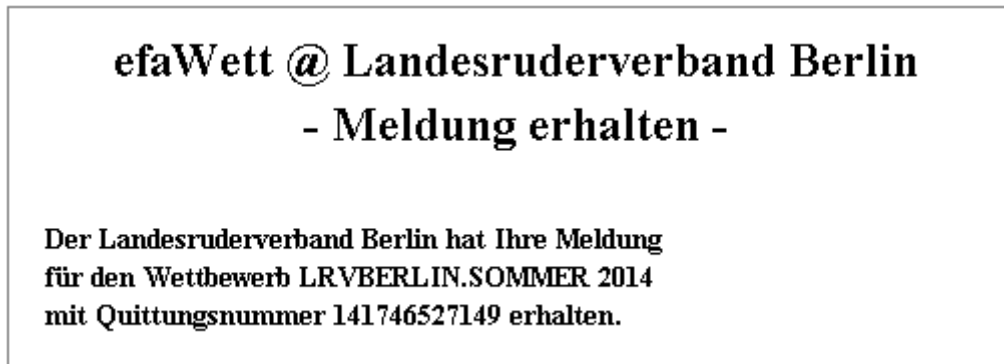 efaWett @ Landesruderverband Berlin
- Meldung erhalten -
Der Landesruderverband Berlin hat Ihre Meldung
für den Wettbewerb LRVBERLIN.SOMMER 2014
mit Quittungsnummer 141746527149 erhalten.